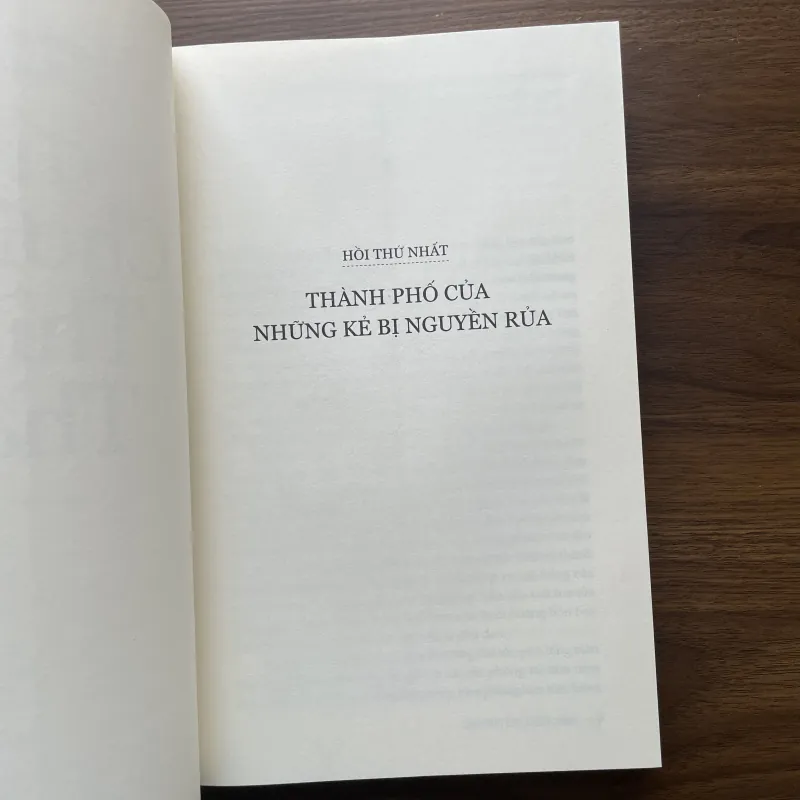 HỒI THỨ NHẤT
THÀNH PHỐ CỦA
NHỮNG KẺ BỊ NGUYỀN RỦA